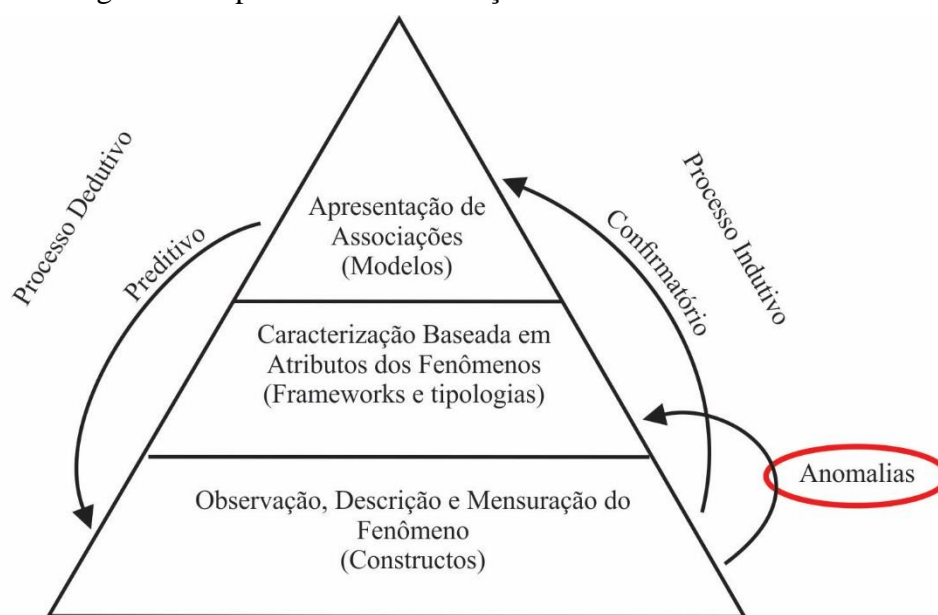 Processo Dedutivo
Preditivo
Apresentação de
Associações
(Modelos)
Confirmatório
Processo Indutivo
Caracterização Baseada em
Atributos dos Fenômenos
(Frameworks e tipologias)
Anomalias
Observação, Descrição e Mensuração do
Fenômeno
(Constructos)